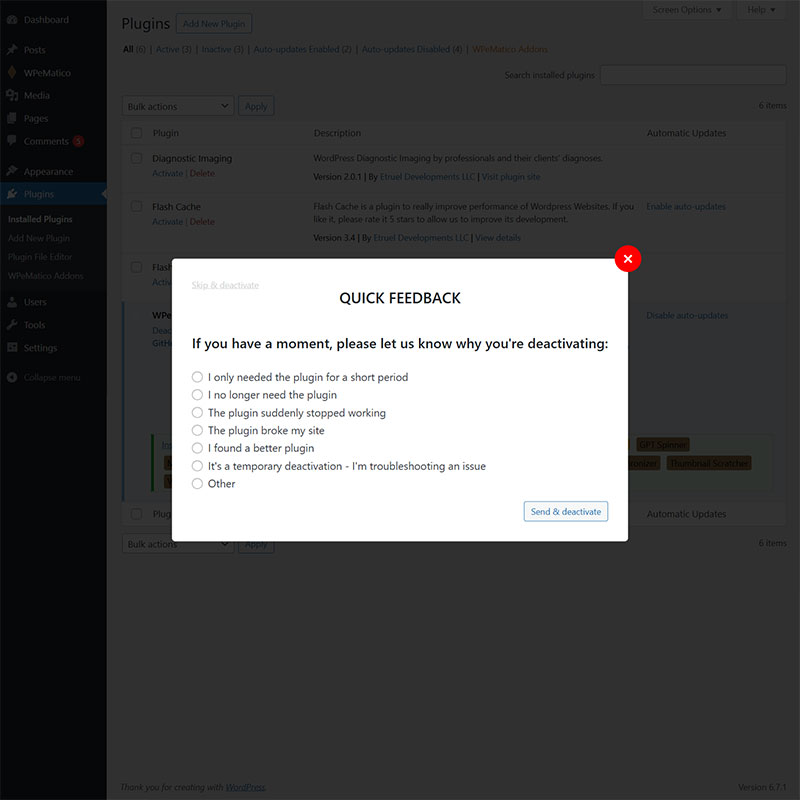 Dashboard
Posts
WPeMatico
Media
Pages
Comments 5
Appearance
Plugins
Installed Plugins
Add New Plugin
Plugin File Editor
WPeMatico Addons
Users
Tools
Settings
Collapse menu
Screen Options ▼ Help ▼
Plugins Add New Plugin
All (6) | Active (3) | Inactive (3) | Auto-updates Enabled (2) | Auto-updates Disabled (4) | WPeMatico Addons
Search installed plugins
Bulk actions Apply 6 items
Plugin Description Automatic Updates
Diagnostic Imaging WordPress Diagnostic Imaging by professionals and their clients' diagnoses.
Activate | Delete
Version 2.0.1 | By Etruel Developments LLC | Visit plugin site
Flash Cache Flash Cache is a plugin to really improve performance of Wordpress Websites. If you Enable auto-updates
Activate | Delete like it, please rate it 5 stars to allow us to improve its development.
Version 3.4 | By Etruel Developments LLC | View details
Flash
Activ
WPe Disable auto-updates
Deac
GitH
Skip & deactivate
QUICK FEEDBACK
If you have a moment, please let us know why you're deactivating:
I only needed the plugin for a short period
I no longer need the plugin
The plugin suddenly stopped working
The plugin broke my site
I found a better plugin
It's a temporary deactivation - I'm troubleshooting an issue
Other
Send & deactivate
GPT Spinner
Thumbnail Scratcher
Plug Automatic Updates
Bulk actions Apply 6 items
Thank you for creating with WordPress. Version 6.7.1